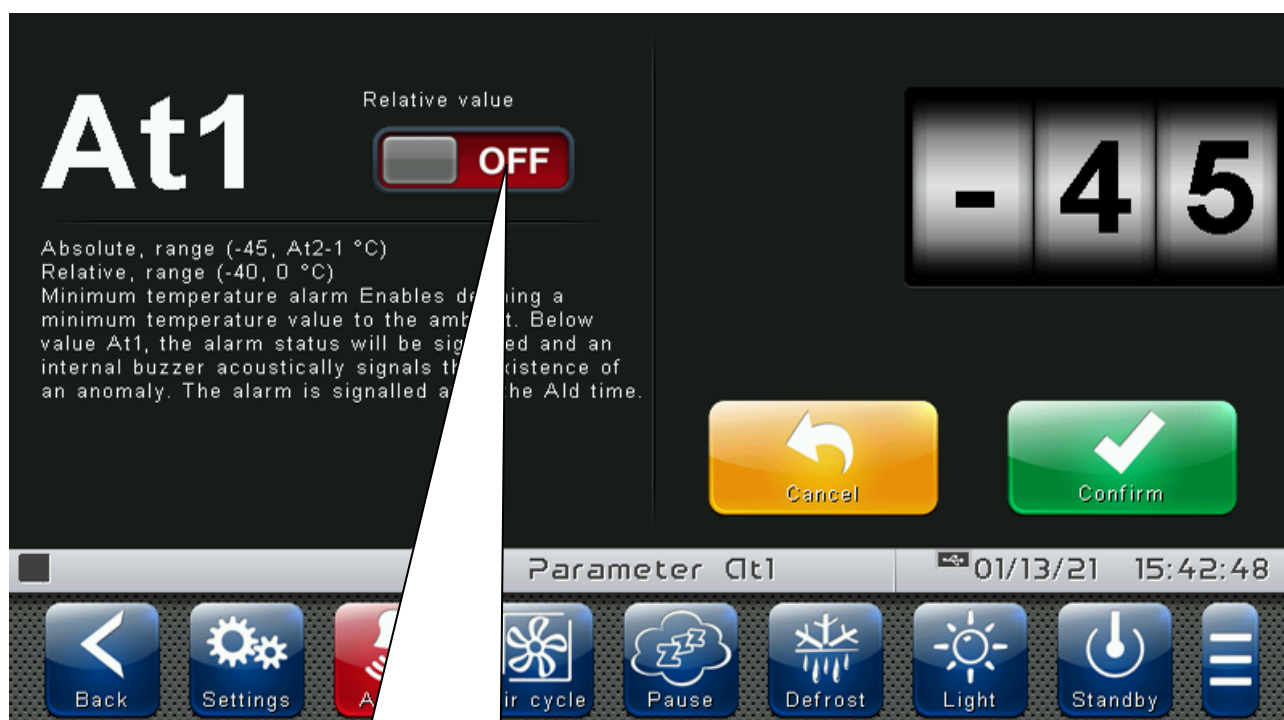 At1
Relative value
OFF
- 4 5
Absolute, range (-45, At2-1 °C)
Relative, range (-40, 0 °C)
Minimum temperature alarm Enables de ing a
minimum temperature value to the amb t. Below
value At1, the alarm status will be sig ed and an
internal buzzer acoustically signals th istence of
an anomaly. The alarm is signalled a he Ald time.
Cancel
Confirm
Parameter At1
01/13/21 15:42:48
Back
Settings
ir cycle
Pause
Defrost
Light
Standby